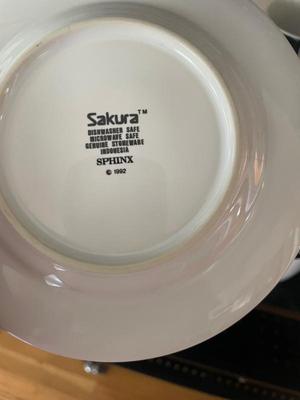 Sakura™
DISHWASHER SAFE
MICROWAVE SAFE
GENUINE STONEWARE
INDONESIA
SPHINX
© 1992